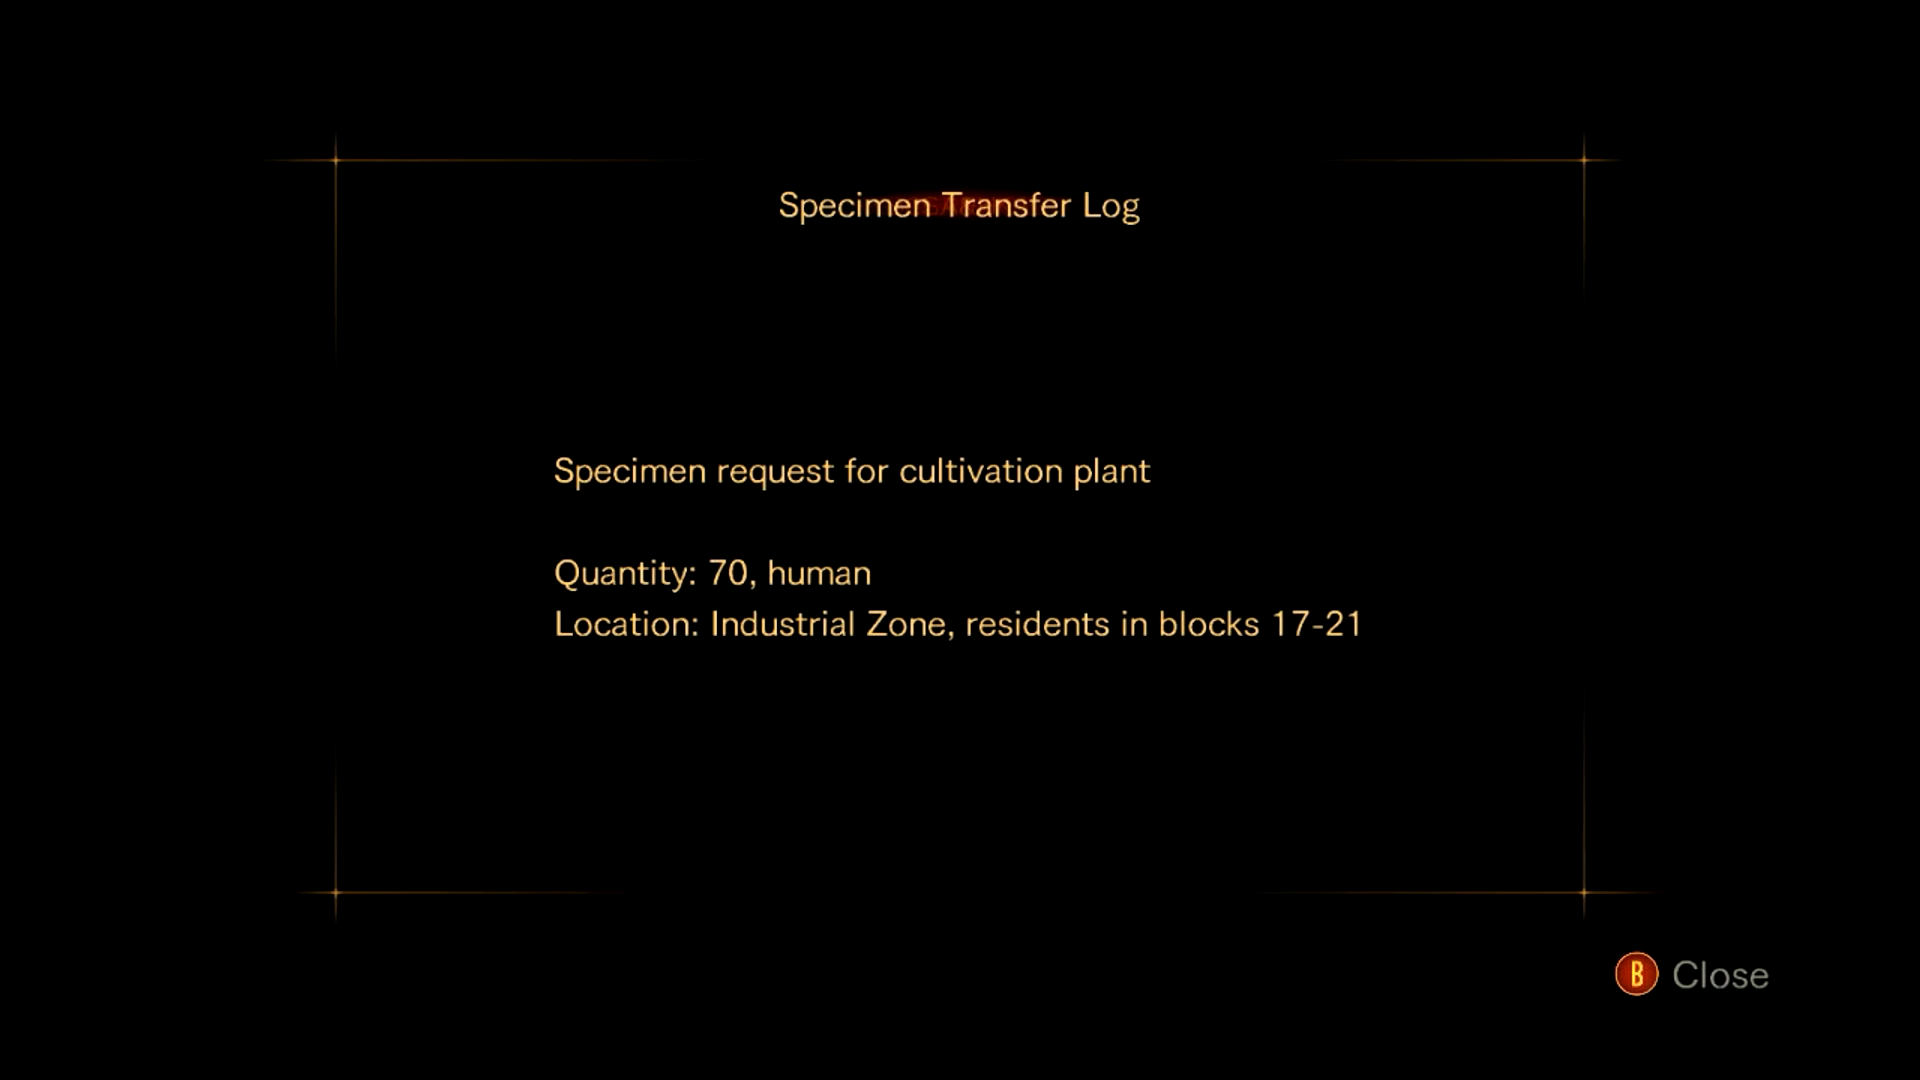 Specimen Transfer Log
Specimen request for cultivation plant
Quantity: 70, human
Location: Industrial Zone, residents in blocks 17-21
B Close